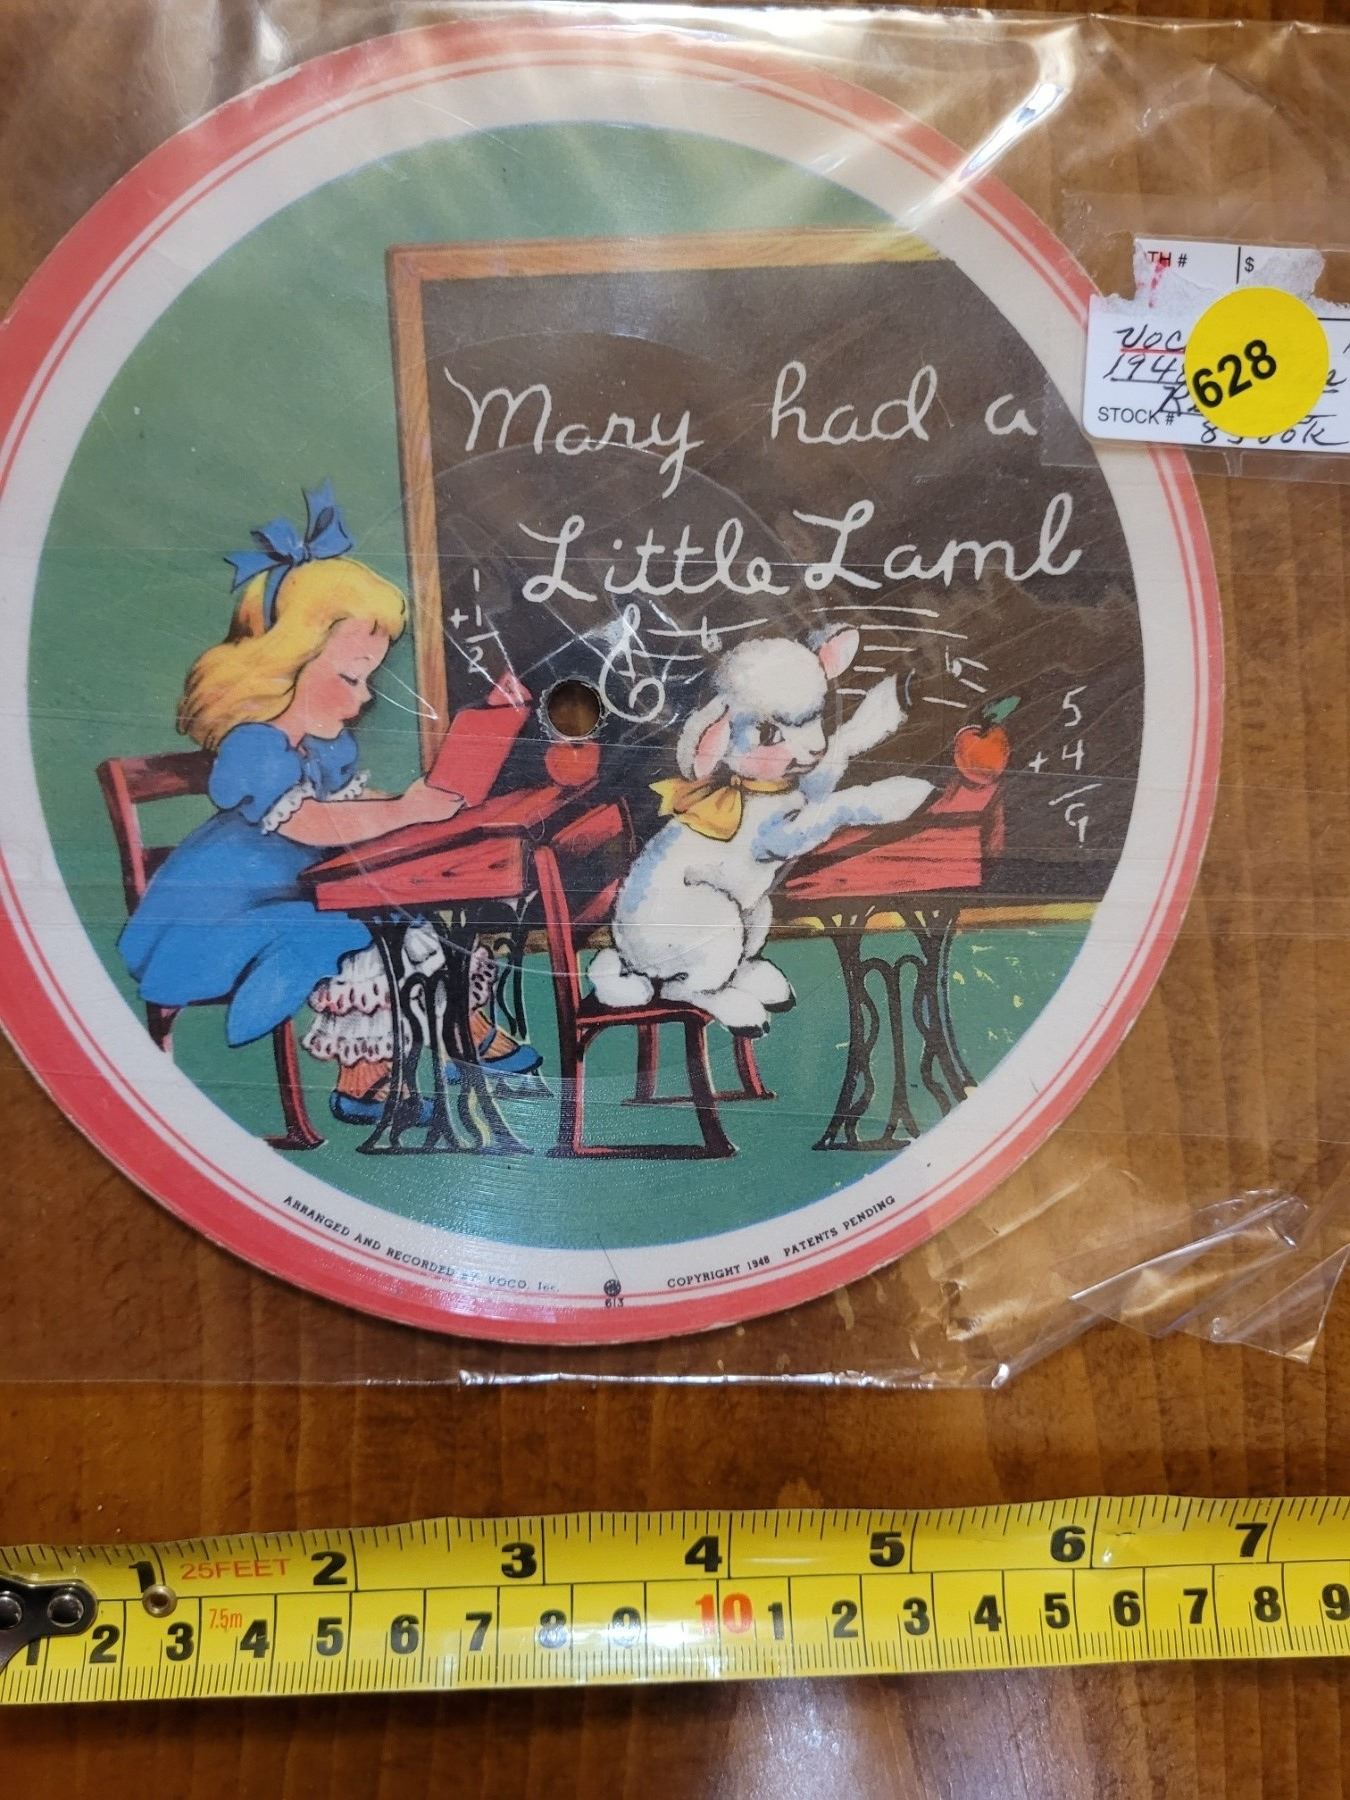 TH # $
628
1948
STOCK#
Mary had a
Little Lamb
1
+1
2
5
+ 4
9
ARRANGED AND RECORDED BY VOCO, Inc.
COPYRIGHT 1948 PATENTS PENDING
613
1 25FEET 2 3 4 5 6 7
1 2 3 7.5m 4 5 6 7 8 9 10 1 2 3 4 5 6 7 8 9